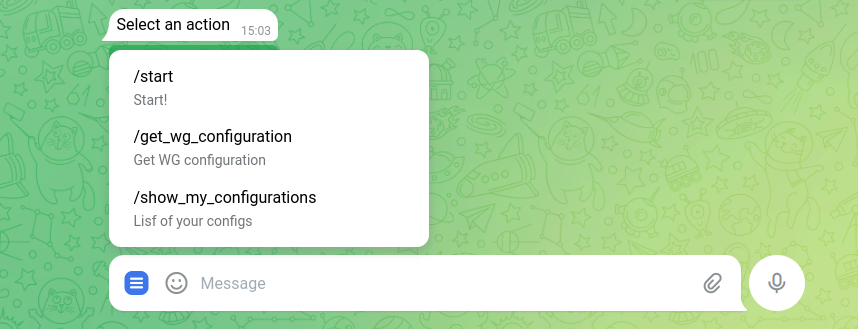 Select an action 15:03
/start
Start!
/get_wg_configuration
Get WG configuration
/show_my_configurations
Lisf of your configs
Message